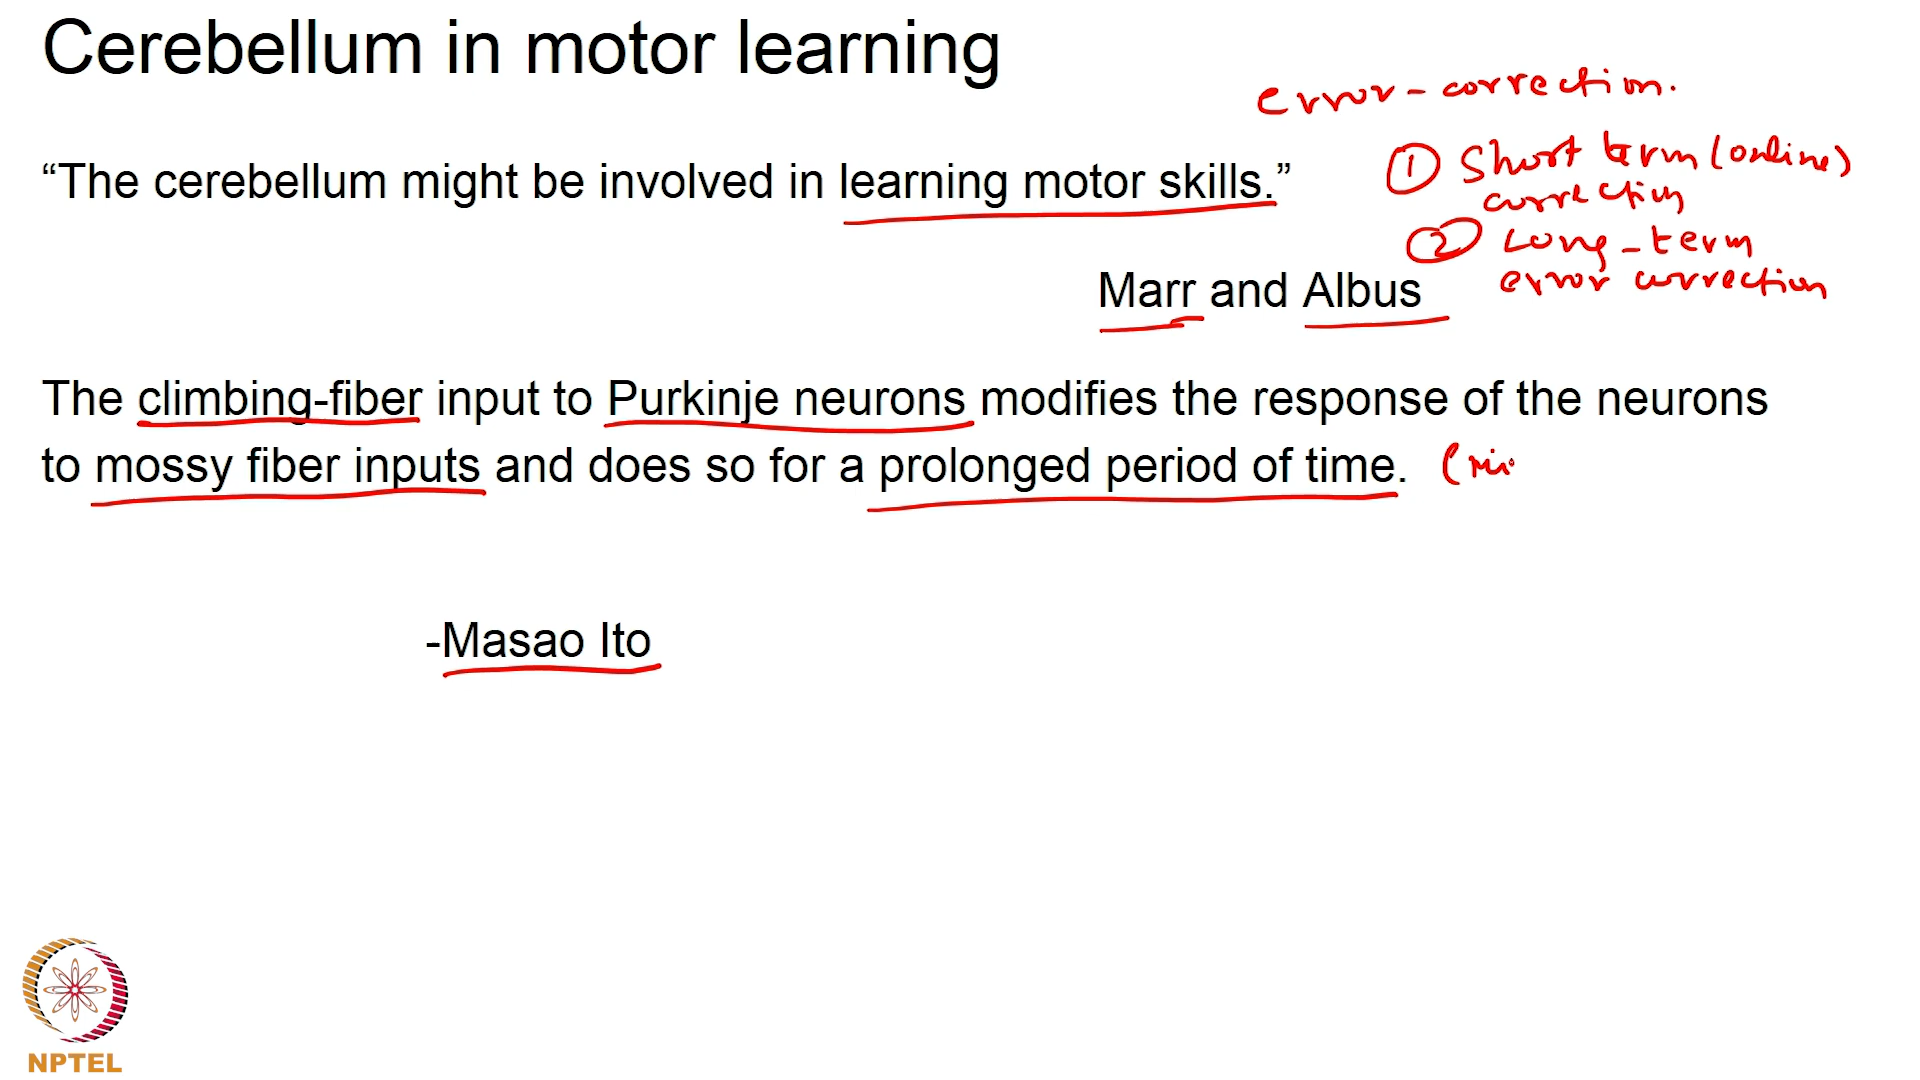 Cerebellum in motor learning
error-correction.
“The cerebellum might be involved in learning motor skills.”
① Short term (online)
correction
② Long-term
error correction
Marr and Albus
The climbing-fiber input to Purkinje neurons modifies the response of the neurons
to mossy fiber inputs and does so for a prolonged period of time.
-Masao Ito
NPTEL